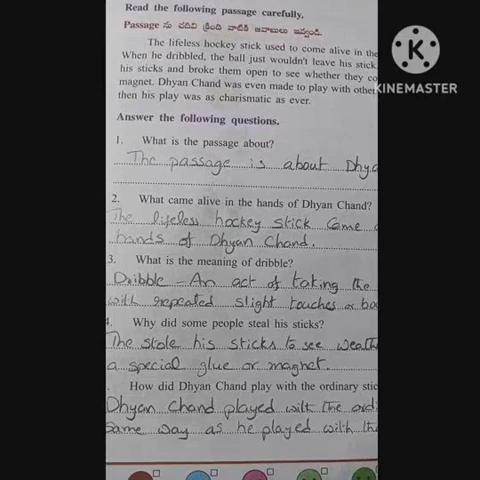 Read the following passage carefully.
Passage ను చదివి క్రింది వాటికి జవాబులు ఇవ్వండి.
The lifeless hockey stick used to come alive in the
When he dribbled, the ball just wouldn't leave his stick
his sticks and broke them open to see whether they co
magnet. Dhyan Chand was even made to play with othe
then his play was as charismatic as ever.
KINEMASTER
Answer the following questions.
1. What is the passage about?
The passage is about Dhya
2. What came alive in the hands of Dhyan Chand?
The lifeless hockey stick came a
hands of Dhyan Chand.
3. What is the meaning of dribble?
Dribble - An act of taking the
with repeated slight touches or bo
4. Why did some people steal his sticks?
The stole his sticks to see weath
a special glue or magnet.
How did Dhyan Chand play with the ordinary stic
Dhyan Chand played with the ordi
same way as he played with the